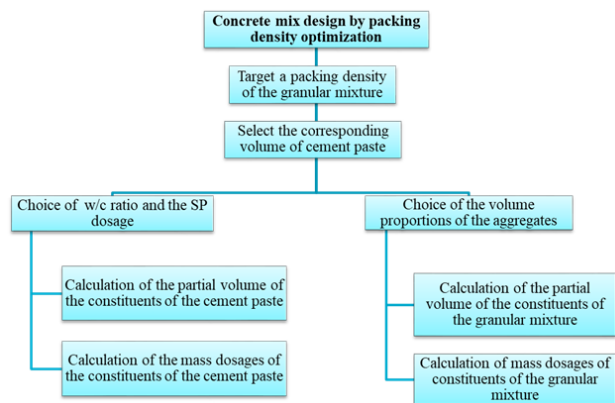 Concrete mix design by packing
density optimization
Target a packing density
of the granular mixture
Select the corresponding
volume of cement paste
Choice of w/c ratio and the SP
dosage
Calculation of the partial volume of
the constituents of the cement paste
Calculation of the mass dosages of
the constituents of the cement paste
Choice of the volume
proportions of the aggregates
Calculation of the partial
volume of the constituents of
the granular mixture
Calculation of mass dosages of
constituents of the granular
mixture